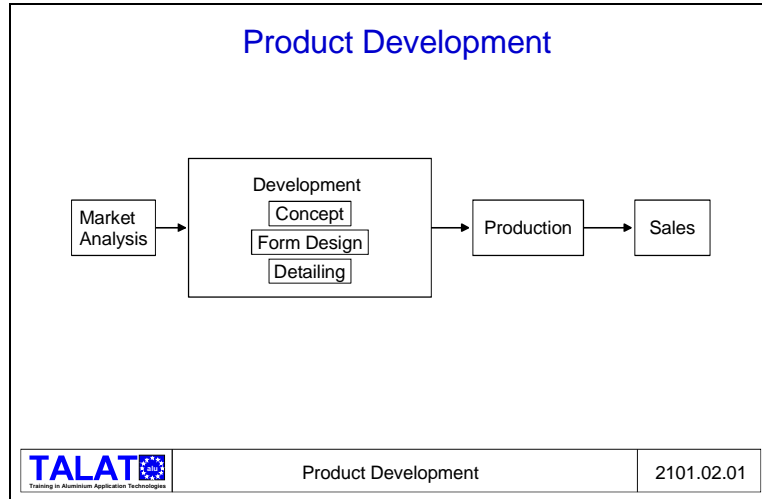 Product Development
Market
Analysis
Development
Concept
Form Design
Detailing
Production
Sales
TALAT
alu
Training in Aluminium Application Technologies
Product Development
2101.02.01